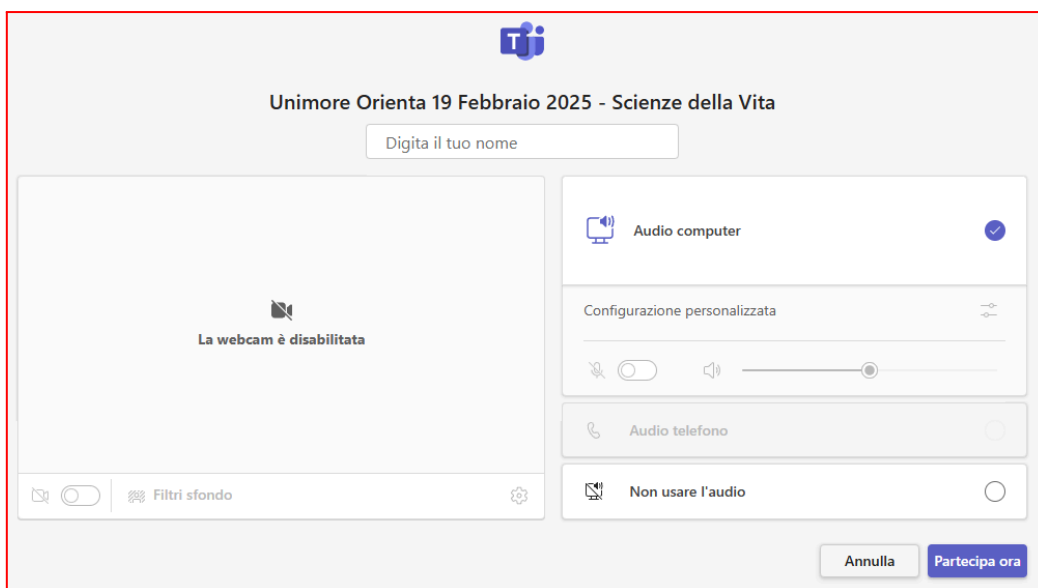 Unimore Orienta 19 Febbraio 2025 - Scienze della Vita
Digita il tuo nome
La webcam è disabilitata
Filtri sfondo
Audio computer
Configurazione personalizzata
Audio telefono
Non usare l'audio
Annulla
Partecipa ora